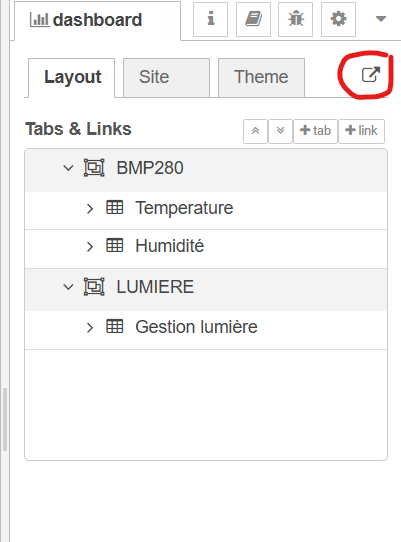 dashboard
Layout Site Theme
Tabs & Links tab link
BMP280
Temperature
Humidité
LUMIERE
Gestion lumière